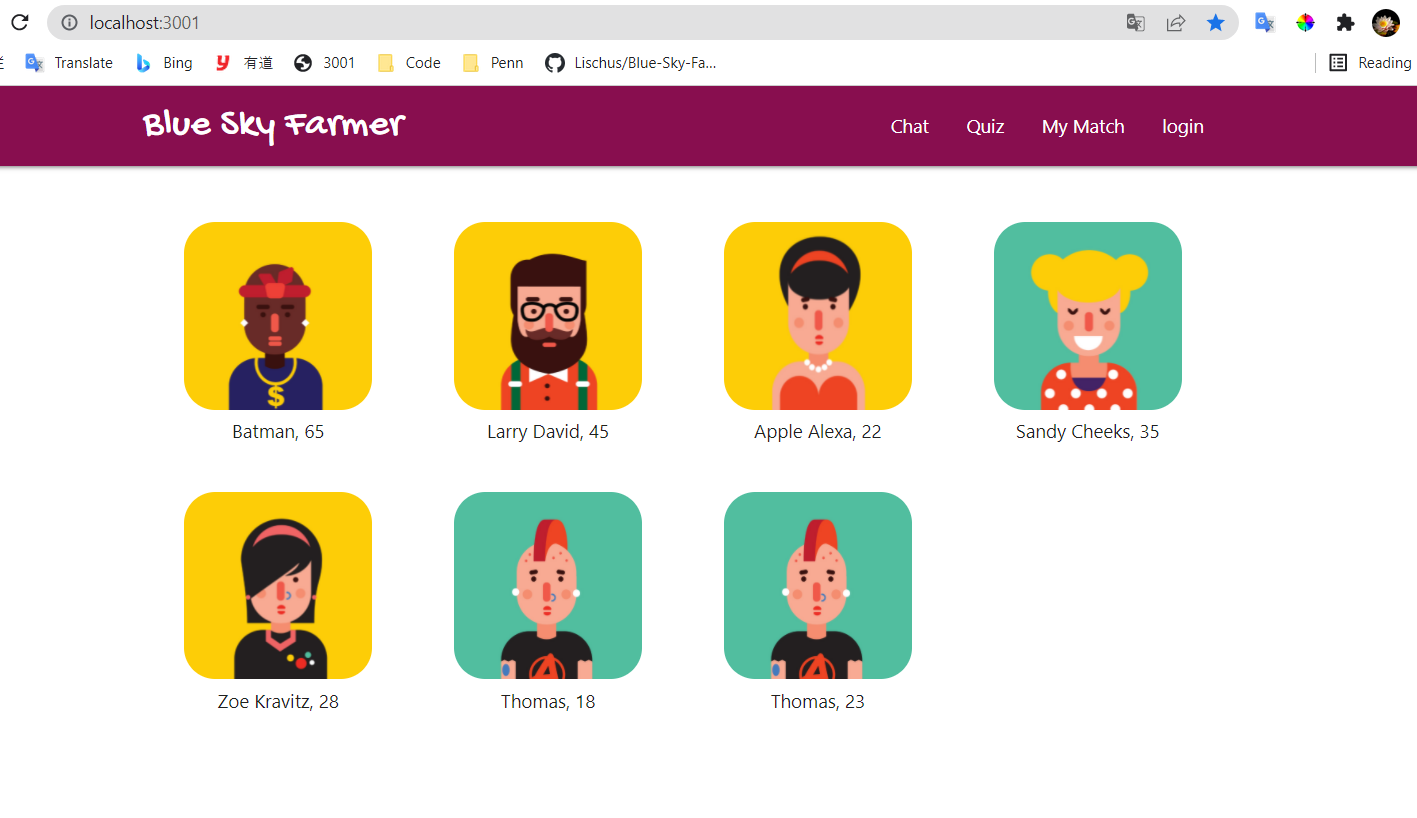 localhost:3001
Translate Bing 有道 3001 Code Penn Lischus/Blue-Sky-Fa... Reading
Blue Sky Farmer Chat Quiz My Match login
$
Batman, 65 Larry David, 45 Apple Alexa, 22 Sandy Cheeks, 35
Zoe Kravitz, 28 Thomas, 18 Thomas, 23